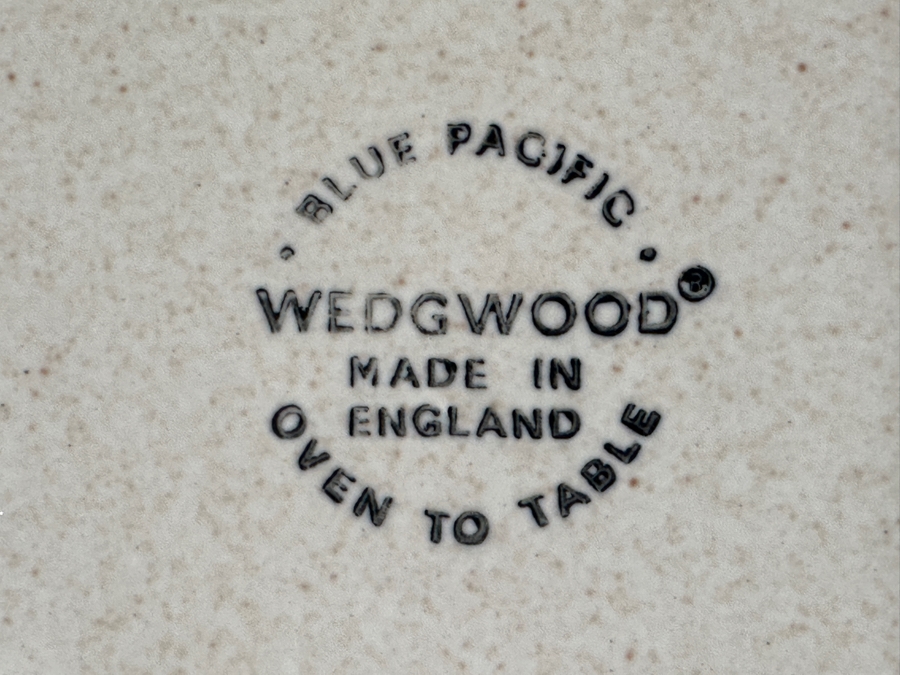 • BLUE PACIFIC •
WEDGWOOD®
MADE IN
ENGLAND
OVEN TO TABLE